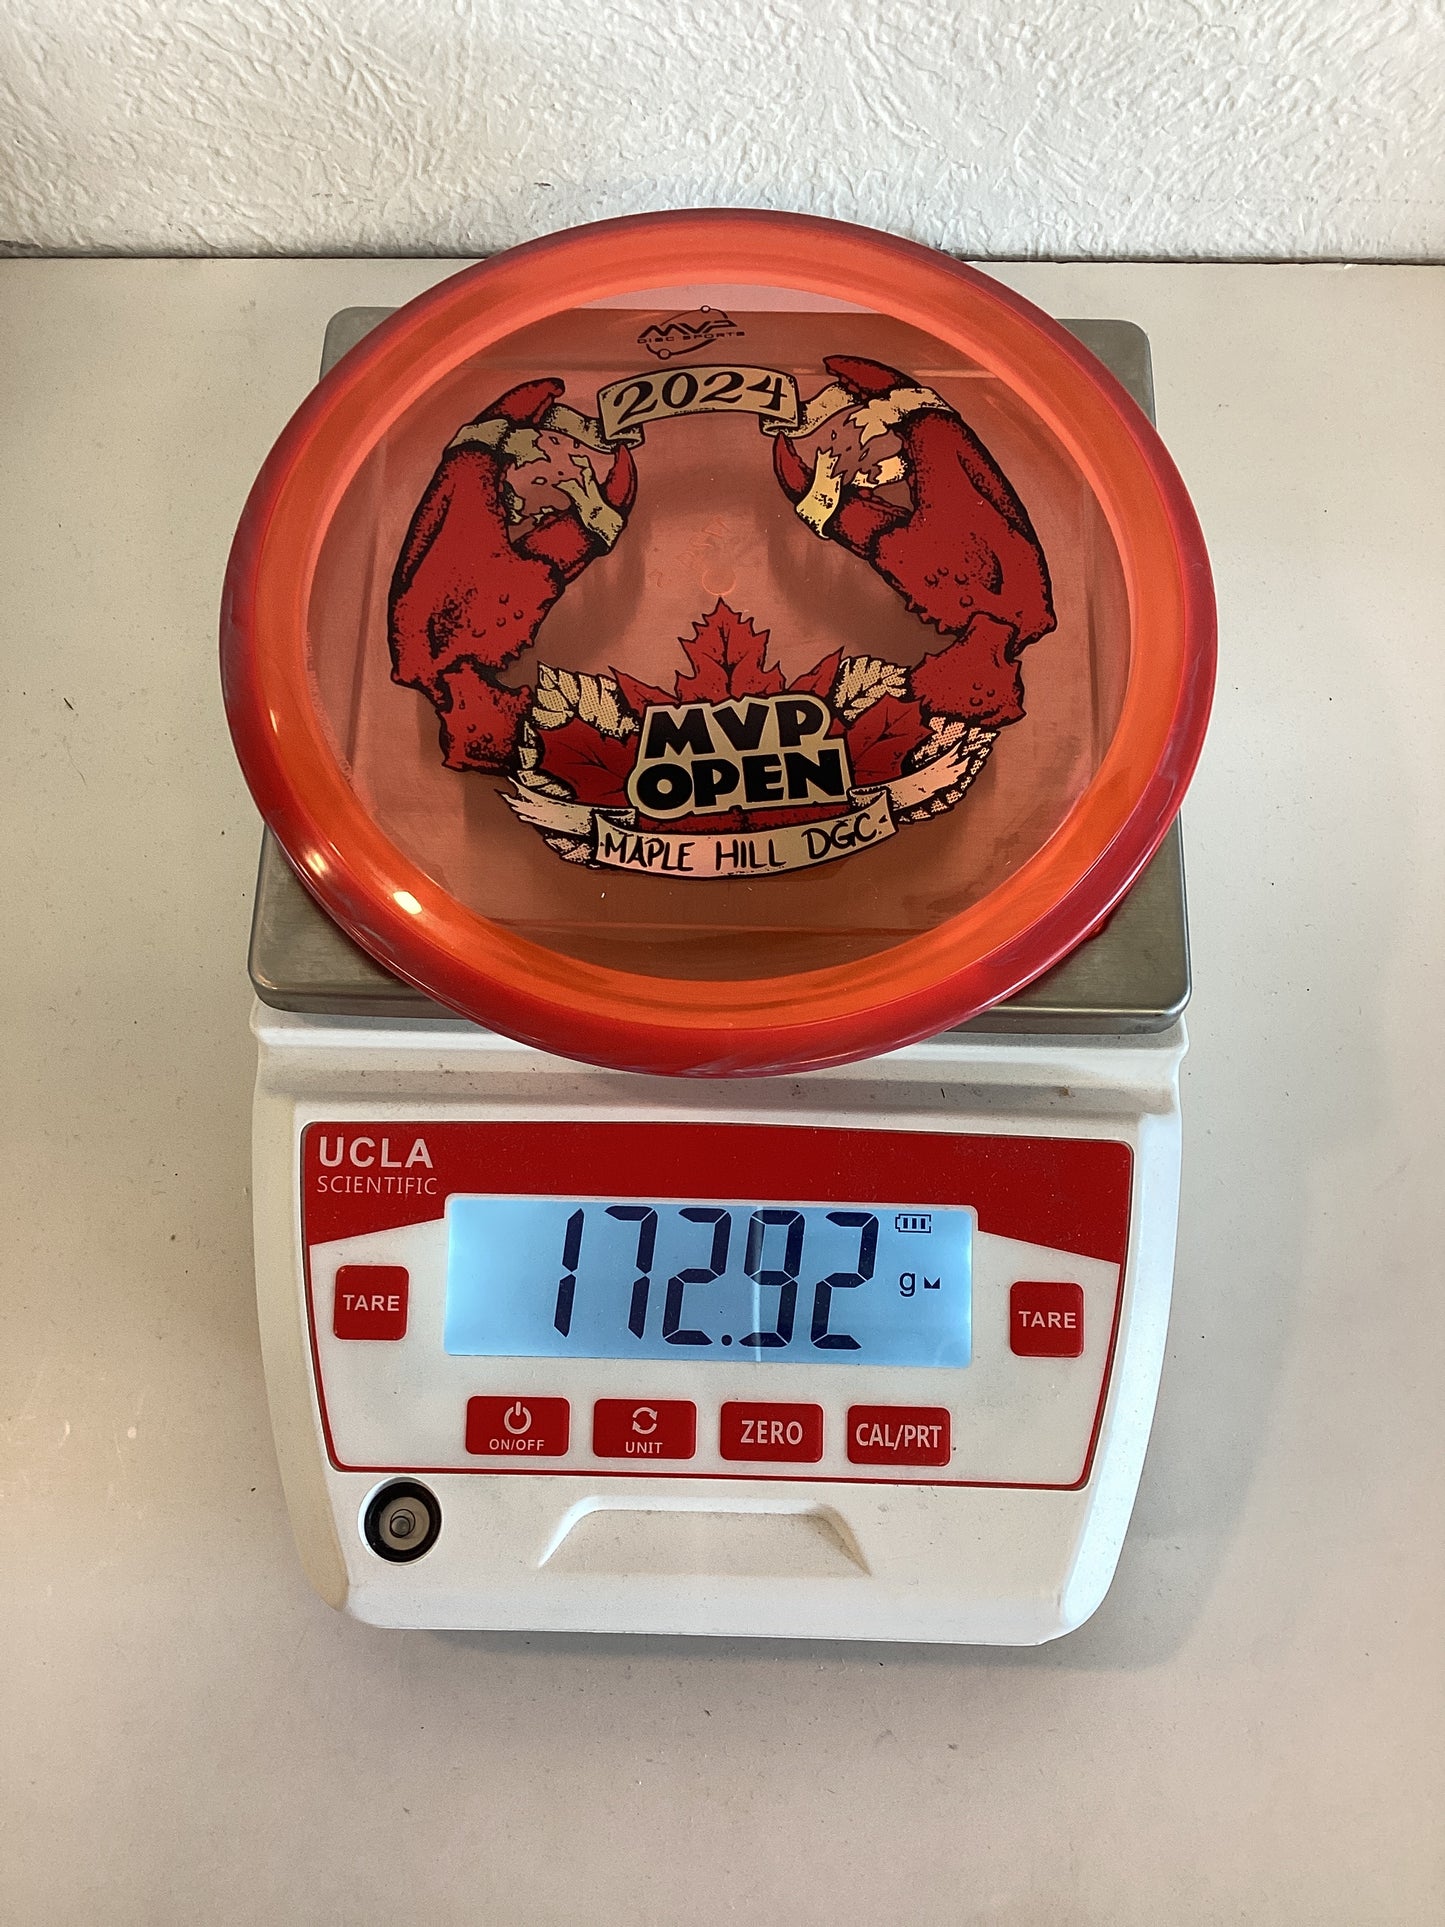 MVP
DISC SPORTS
2024
MVP
OPEN
·MAPLE HILL DGC·
UCLA
SCIENTIFIC
172.92
g
TARE
TARE
ON/OFF
UNIT
ZERO
CAL/PRT